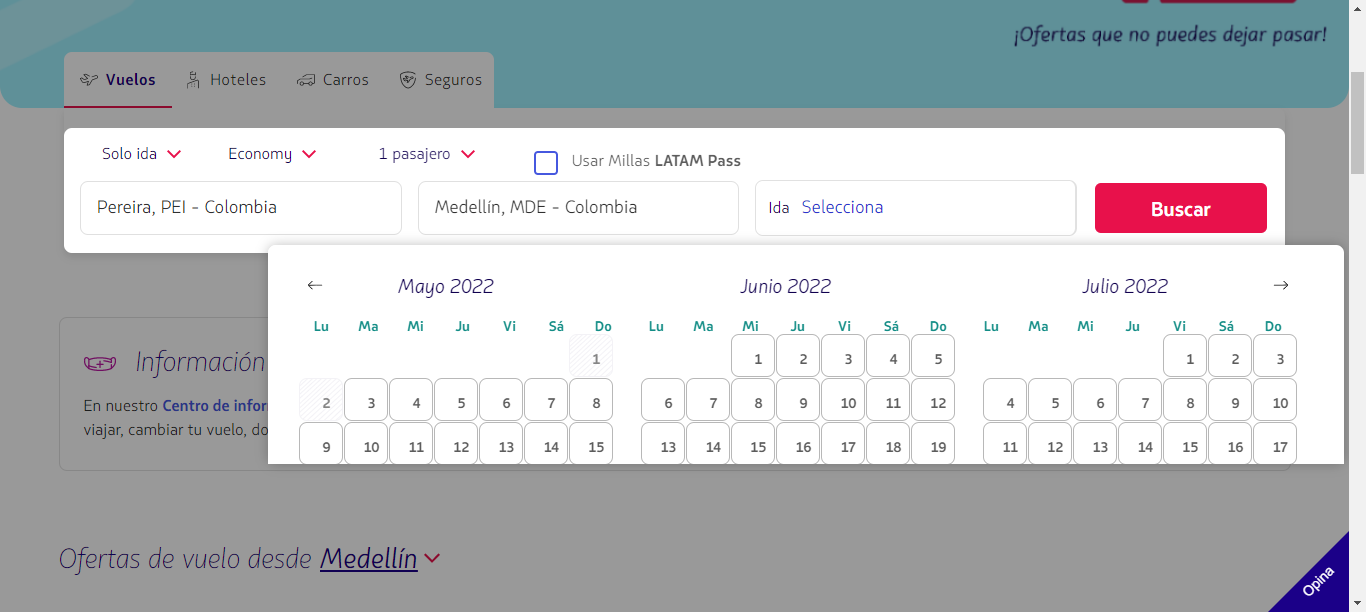 ¡Ofertas que no puedes dejar pasar!
Vuelos Hoteles Carros Seguros
Solo ida Economy 1 pasajero Usar Millas LATAM Pass
Pereira, PEI - Colombia Medellín, MDE - Colombia Ida Selecciona Buscar
← Mayo 2022 Junio 2022 Julio 2022 →
Lu Ma Mi Ju Vi Sá Do Lu Ma Mi Ju Vi Sá Do Lu Ma Mi Ju Vi Sá Do
1 1 2 3 4 5 1 2 3
2 3 4 5 6 7 8 6 7 8 9 10 11 12 4 5 6 7 8 9 10
9 10 11 12 13 14 15 13 14 15 16 17 18 19 11 12 13 14 15 16 17
Información
En nuestro Centro de infor
viajar, cambiar tu vuelo, do
Ofertas de vuelo desde Medellín
Opina